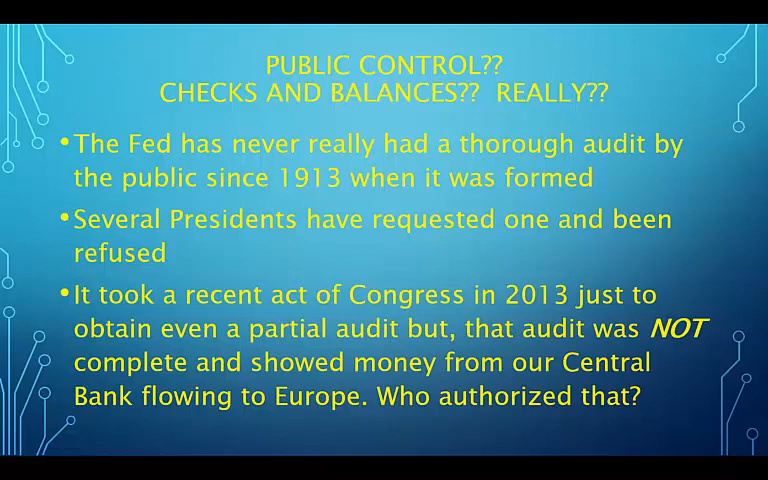 PUBLIC CONTROL??
CHECKS AND BALANCES?? REALLY??
•The Fed has never really had a thorough audit by
the public since 1913 when it was formed
•Several Presidents have requested one and been
refused
•It took a recent act of Congress in 2013 just to
obtain even a partial audit but, that audit was NOT
complete and showed money from our Central
Bank flowing to Europe. Who authorized that?